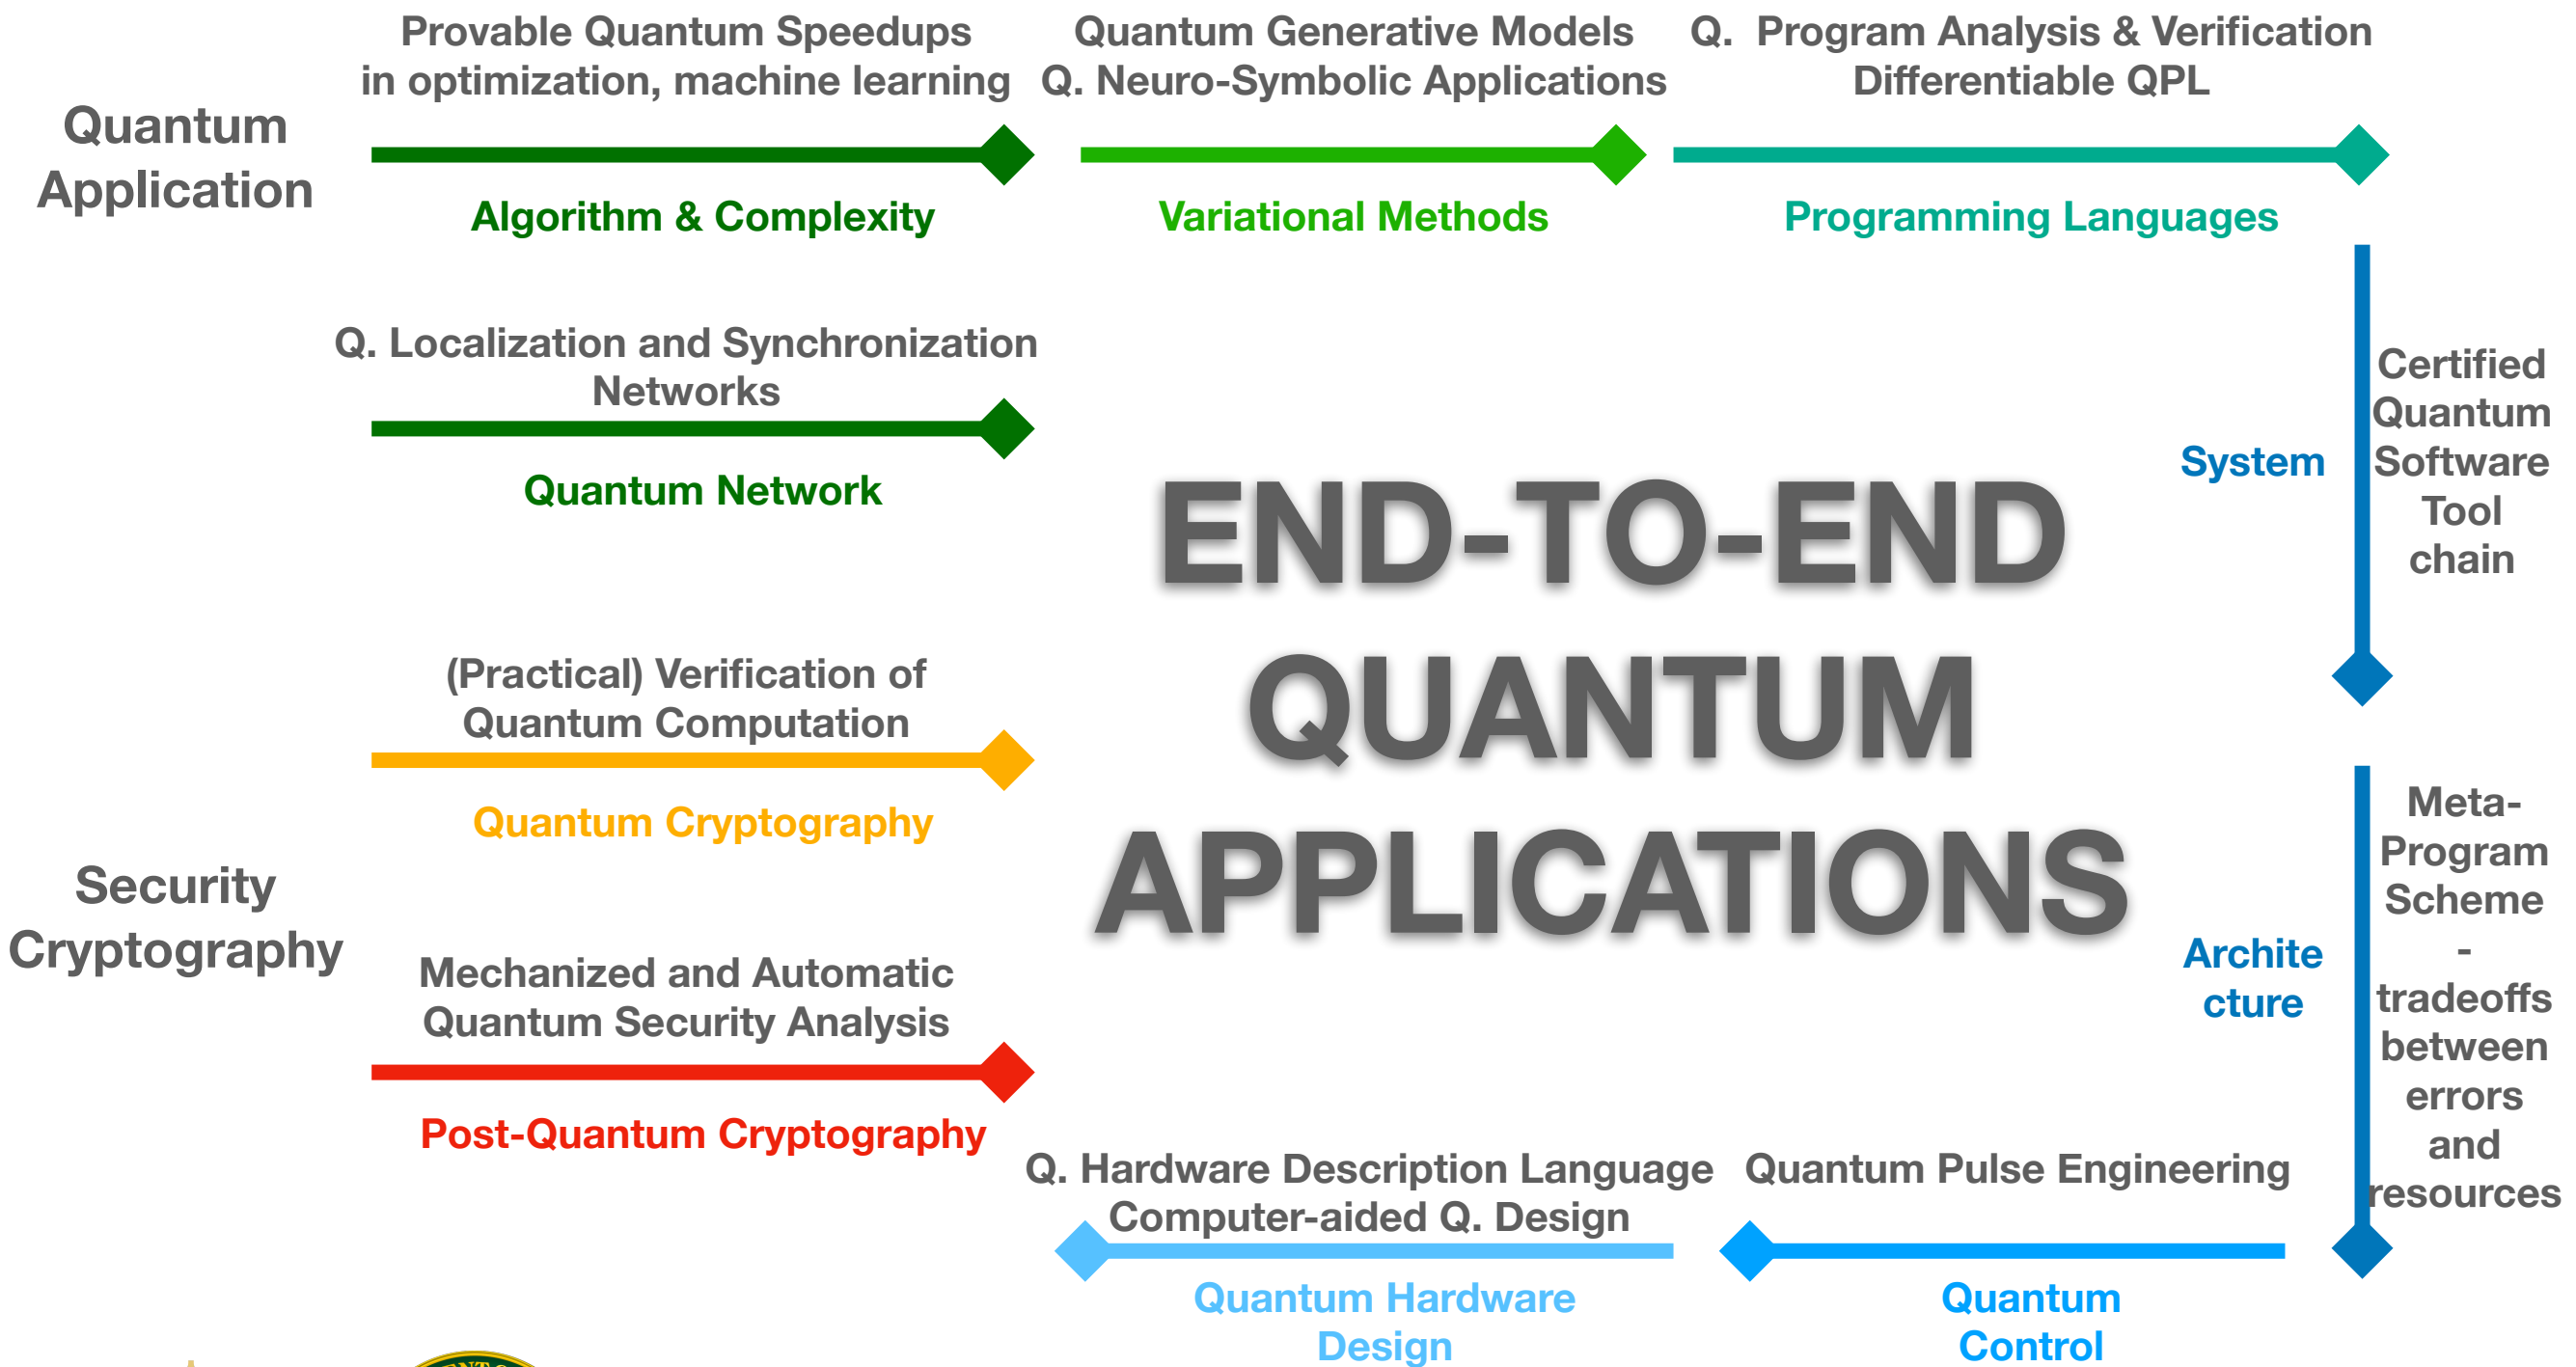 Provable Quantum Speedups
in optimization, machine learning
Quantum Generative Models
Q. Neuro-Symbolic Applications
Q. Program Analysis & Verification
Differentiable QPL
Quantum
Application
Algorithm & Complexity
Variational Methods
Programming Languages
Q. Localization and Synchronization
Networks
Quantum Network
System
Certified
Quantum
Software
Tool
chain
END-TO-END
QUANTUM
APPLICATIONS
(Practical) Verification of
Quantum Computation
Quantum Cryptography
Security
Cryptography
Mechanized and Automatic
Quantum Security Analysis
Post-Quantum Cryptography
Archite
cture
Meta-
Program
Scheme
-
tradeoffs
between
errors
and
resources
Q. Hardware Description Language
Computer-aided Q. Design
Quantum Hardware
Design
Quantum Pulse Engineering
Quantum
Control